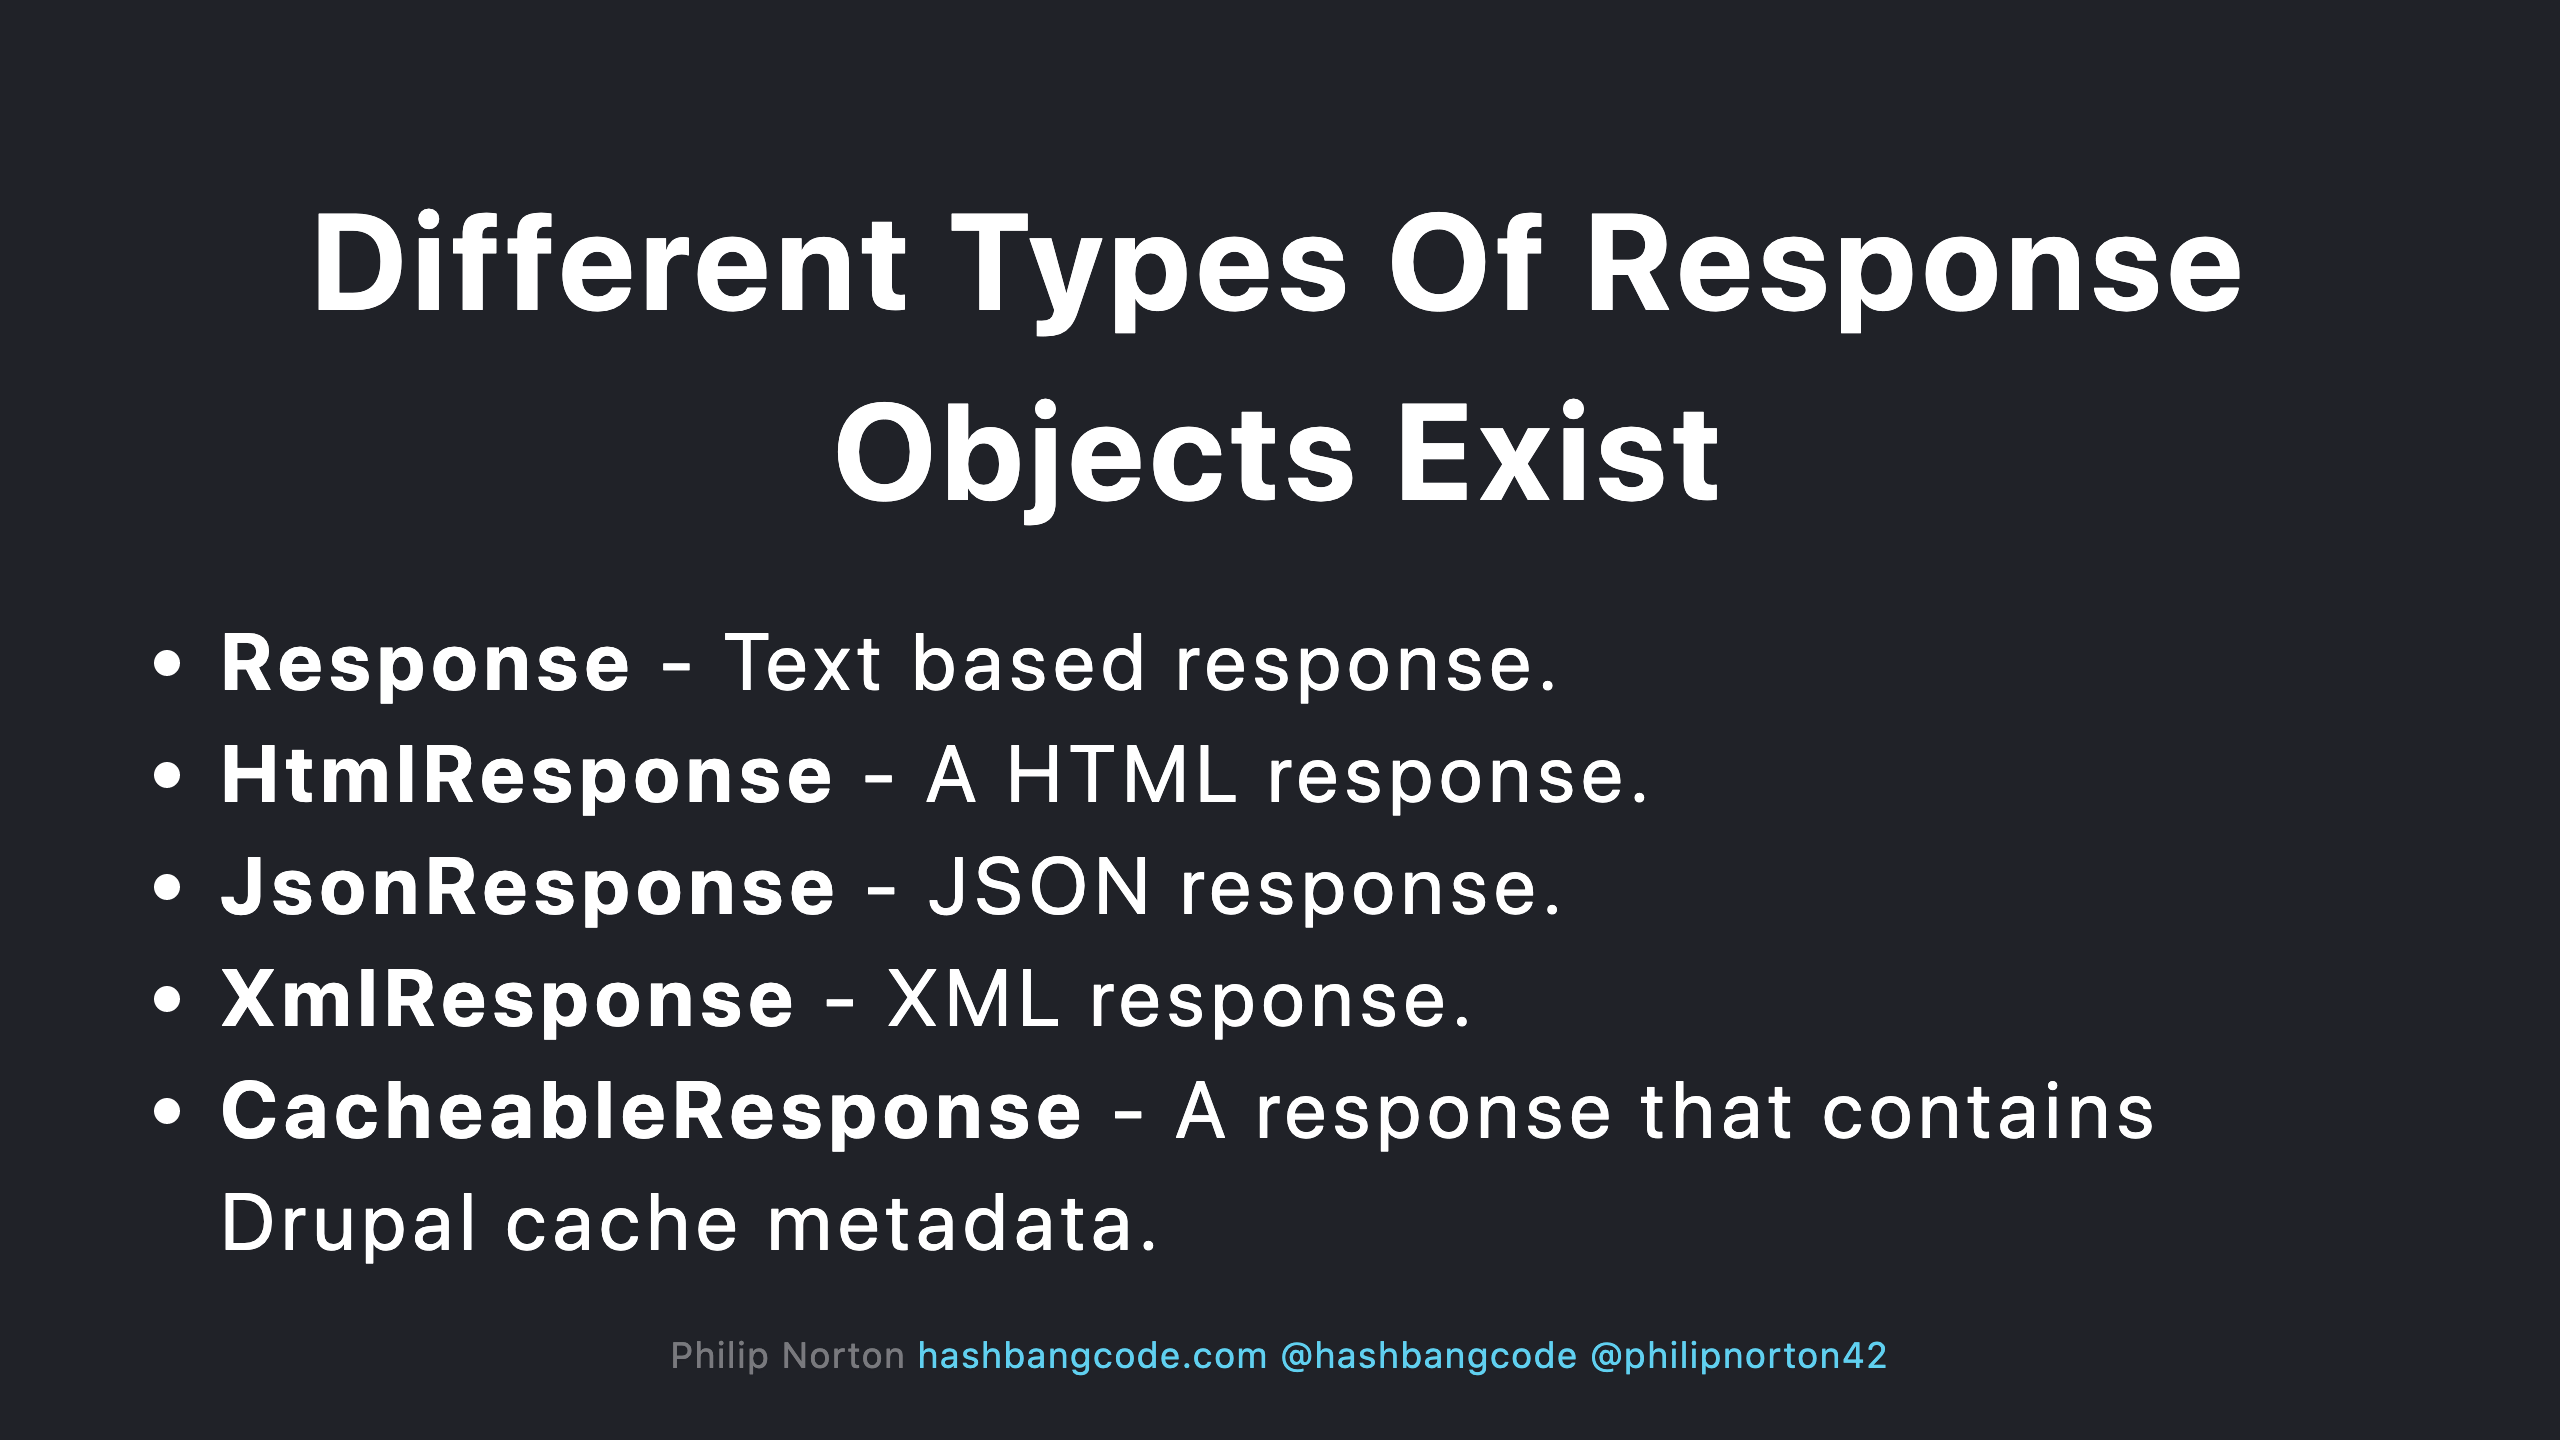 Different Types Of Response
Objects Exist
• Response - Text based response.
• HtmlResponse - A HTML response.
• JsonResponse - JSON response.
• XmlResponse - XML response.
• CacheableResponse - A response that contains
Drupal cache metadata.
Philip Norton hashbangcode.com @hashbangcode @philipnorton42